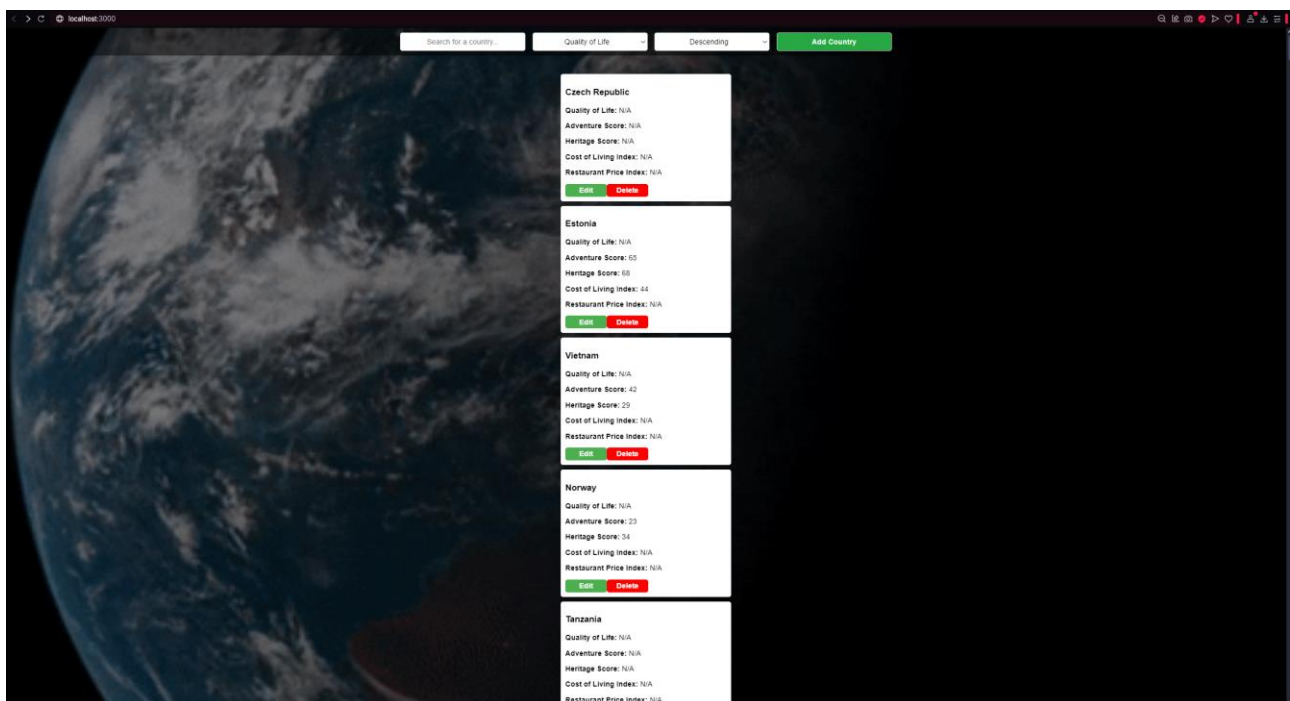 localhost:3000
Search for a country...
Quality of Life
Descending
Add Country
Czech Republic
Quality of Life: N/A
Adventure Score: N/A
Heritage Score: N/A
Cost of Living Index: N/A
Restaurant Price Index: N/A
Edit Delete
Estonia
Quality of Life: N/A
Adventure Score: 65
Heritage Score: 68
Cost of Living Index: 44
Restaurant Price Index: N/A
Edit Delete
Vietnam
Quality of Life: N/A
Adventure Score: 42
Heritage Score: 29
Cost of Living Index: N/A
Restaurant Price Index: N/A
Edit Delete
Norway
Quality of Life: N/A
Adventure Score: 23
Heritage Score: 34
Cost of Living Index: N/A
Restaurant Price Index: N/A
Edit Delete
Tanzania
Quality of Life: N/A
Adventure Score: N/A
Heritage Score: N/A
Cost of Living Index: N/A
Restaurant Price Index: N/A